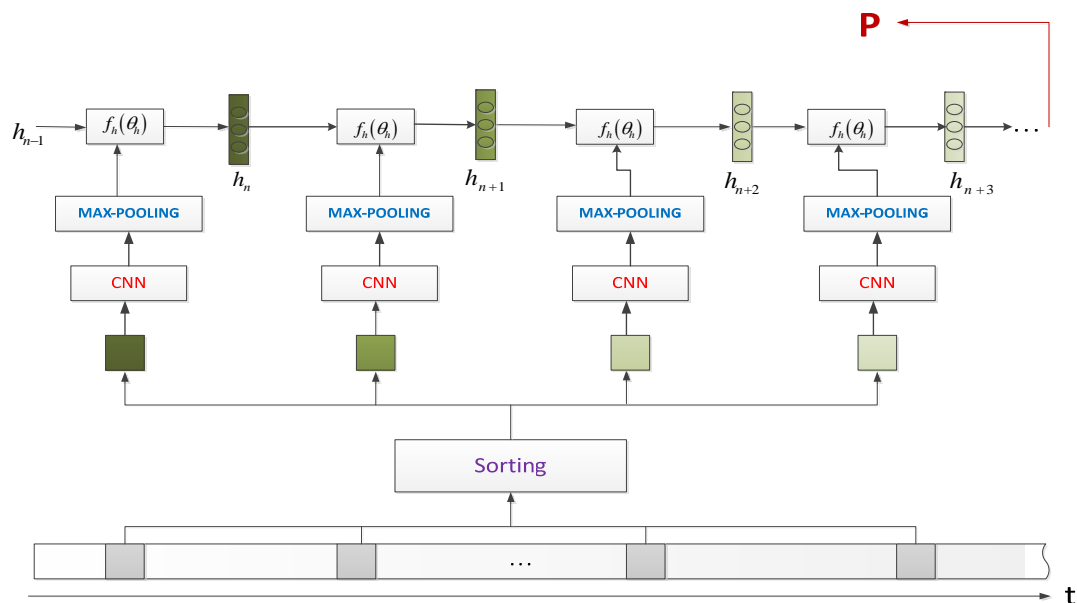 P
h_{n-1} f_h(θ_h) f_h(θ_h) f_h(θ_h) f_h(θ_h) ...
h_n h_{n+1} h_{n+2} h_{n+3}
MAX-POOLING MAX-POOLING MAX-POOLING MAX-POOLING
CNN CNN CNN CNN
Sorting
...
t